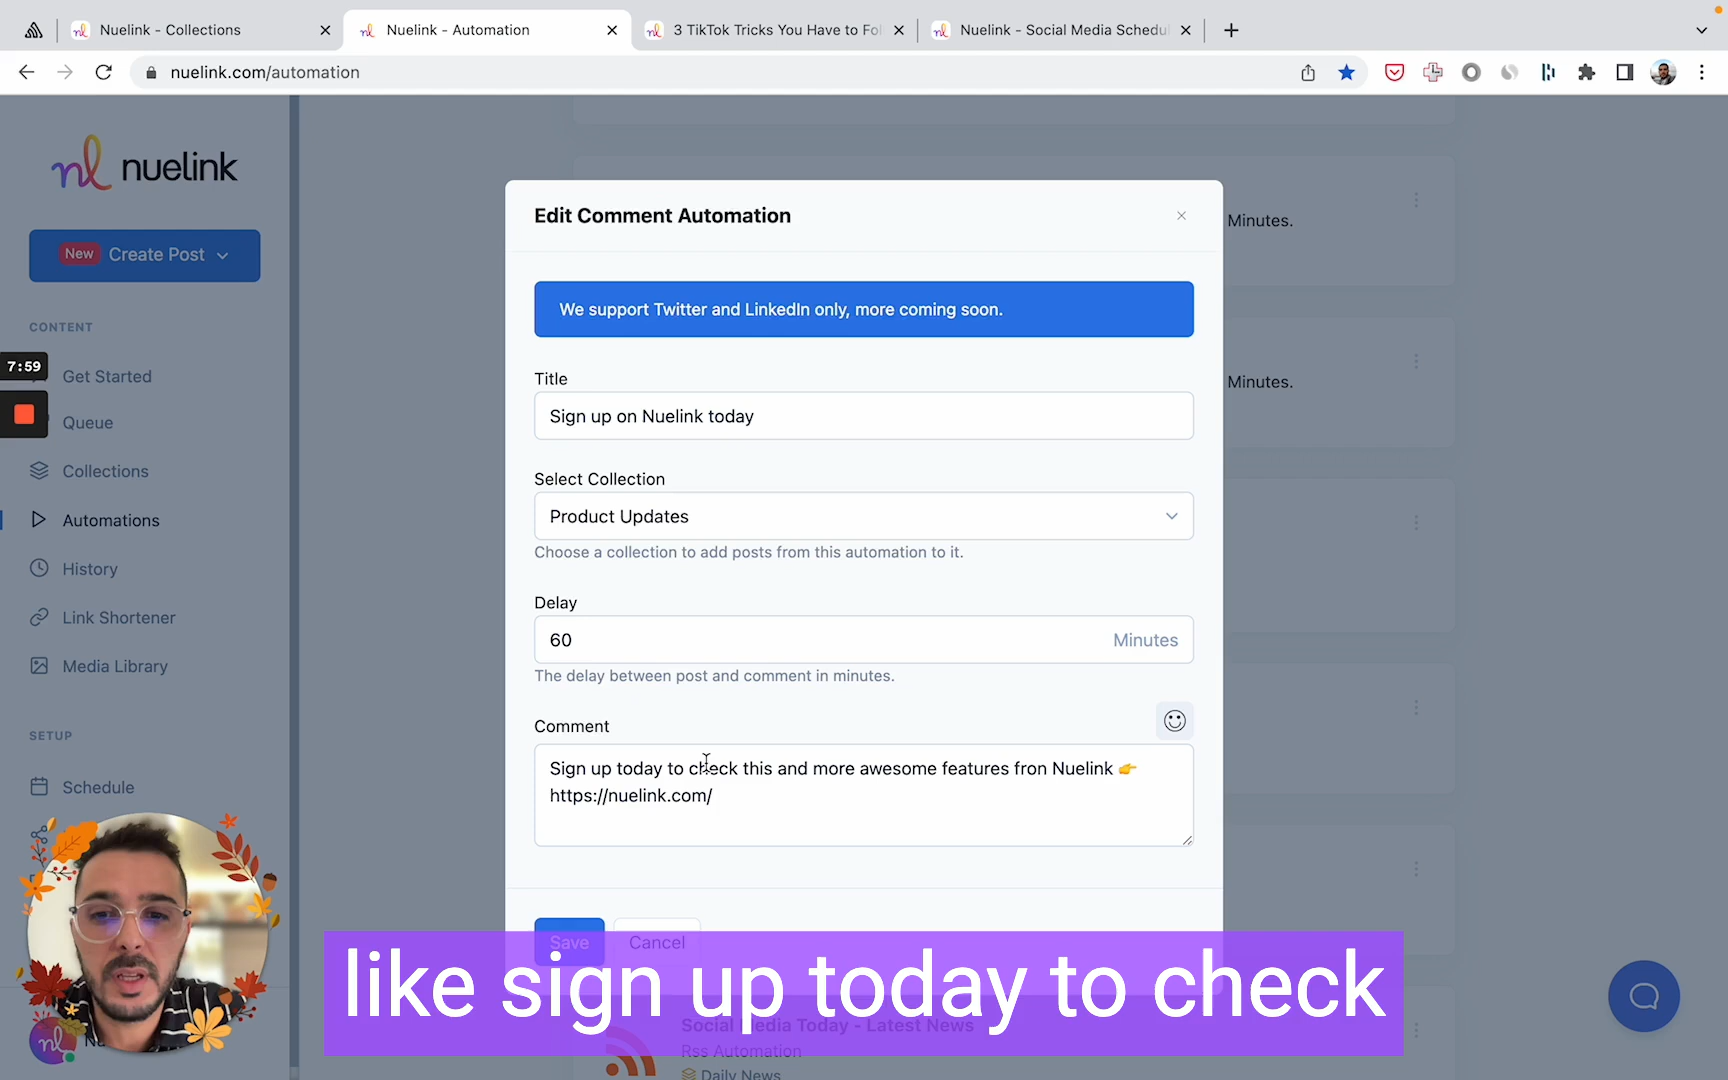 Nuelink - Collections
Nuelink - Automation
3 TikTok Tricks You Have to Fol
Nuelink - Social Media Schedul
nuelink.com/automation
nl nuelink
New Create Post
CONTENT
7:59
Get Started
Queue
Collections
Automations
History
Link Shortener
Media Library
SETUP
Schedule
Minutes.
Minutes.
Edit Comment Automation
We support Twitter and LinkedIn only, more coming soon.
Title
Sign up on Nuelink today
Select Collection
Product Updates
Choose a collection to add posts from this automation to it.
Delay
60 Minutes
The delay between post and comment in minutes.
Comment
Sign up today to check this and more awesome features fron Nuelink 👉
https://nuelink.com/
Save Cancel
like sign up today to check
Social Media Today - Latest News
Rss Automation
Daily News
nl